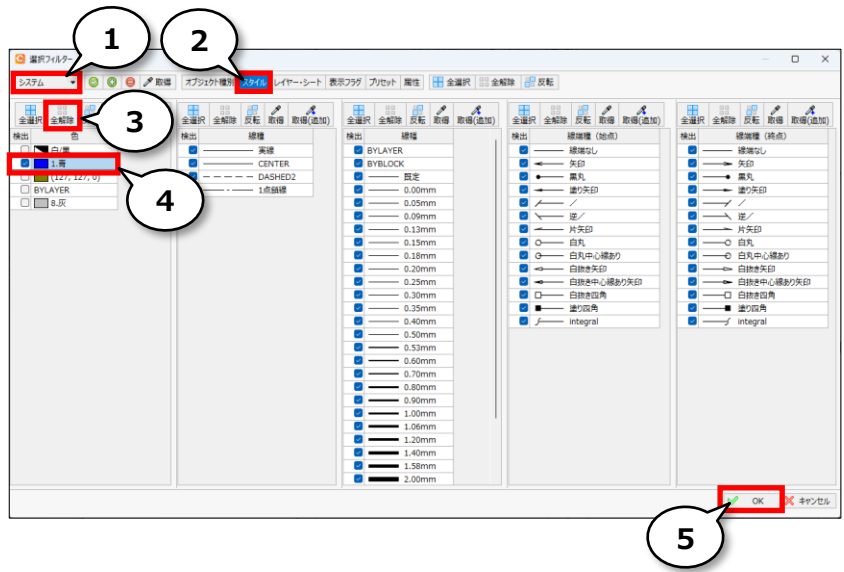 1
2
選択フィルター
システム
取得
オブジェクト種別
スタイル
レイヤー・シート
表示フラグ
プリセット
属性
全選択
全解除
反転
3
全選択
全解除
検出
色
白/黒
1.青
(127, 127, 0)
BYLAYER
8.灰
4
全選択
全解除
反転
取得
取得(追加)
検出
線種
実線
CENTER
DASHED2
1点鎖線
全選択
全解除
反転
取得
取得(追加)
検出
線幅
BYLAYER
BYBLOCK
既定
0.00mm
0.05mm
0.09mm
0.13mm
0.15mm
0.18mm
0.20mm
0.25mm
0.30mm
0.35mm
0.40mm
0.50mm
0.53mm
0.60mm
0.70mm
0.80mm
0.90mm
1.00mm
1.06mm
1.20mm
1.40mm
1.58mm
2.00mm
全選択
全解除
反転
取得
取得(追加)
検出
線端種（始点）
線端なし
矢印
黒丸
塗り矢印
／
逆／
片矢印
白丸
白丸中心線あり
白抜き矢印
白抜き中心線あり矢印
白抜き四角
塗り四角
integral
全選択
全解除
反転
取得
取得(追加)
検出
線端種（終点）
線端なし
矢印
黒丸
塗り矢印
／
逆／
片矢印
白丸
白丸中心線あり
白抜き矢印
白抜き中心線あり矢印
白抜き四角
塗り四角
integral
OK
キャンセル
5